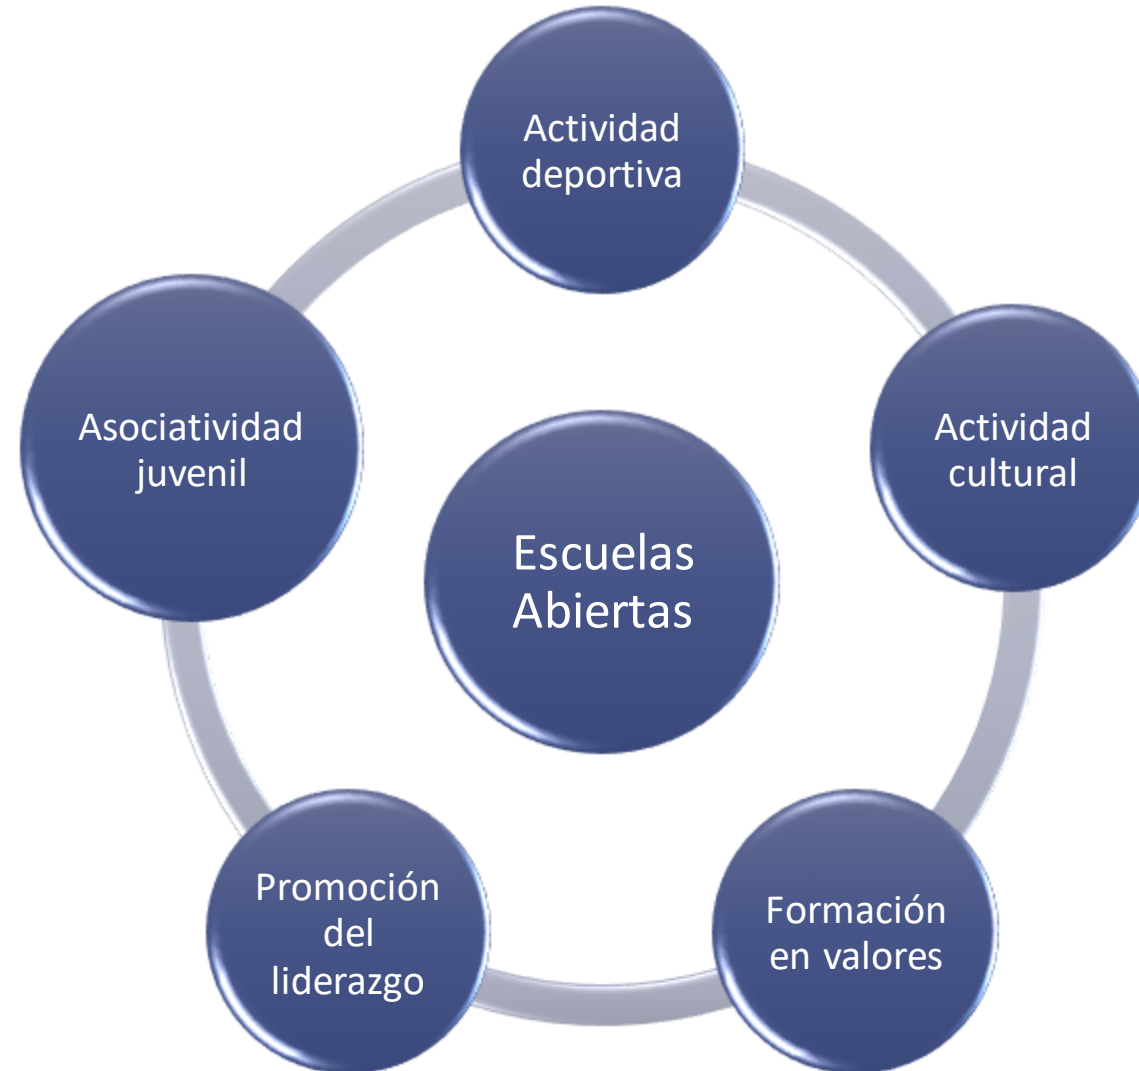 Actividad
deportiva
Actividad
cultural
Formación
en valores
Promoción
del
liderazgo
Asociatividad
juvenil
Escuelas
Abiertas